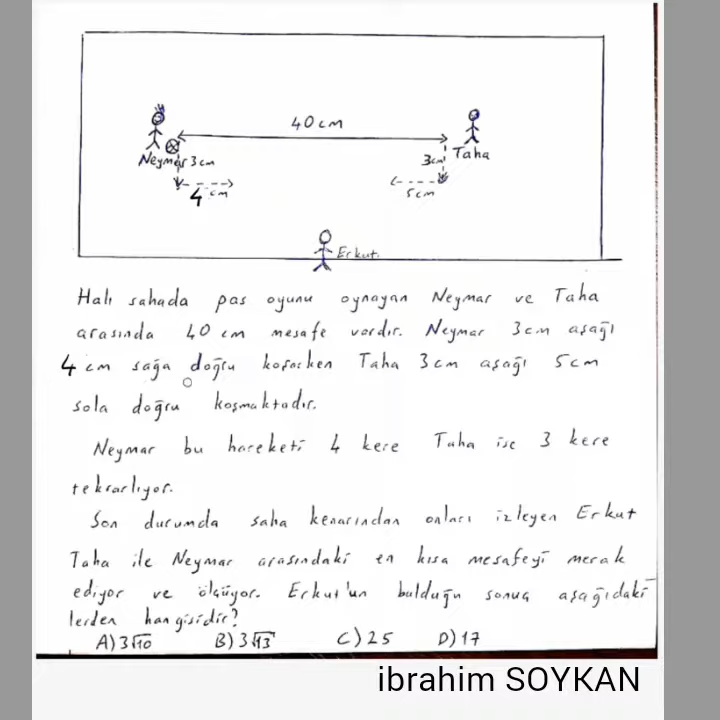 40cm
Neymar 3cm
3cm Taha
4 cm
5cm
Erkut.
Halı sahada pas oyunu oynayan Neymar ve Taha
arasında 40 cm mesafe vardır. Neymar 3cm aşağı
4 cm sağa doğru koşarken Taha 3cm aşağı 5cm
sola doğru koşmaktadır.
Neymar bu hareketi 4 kere Taha ise 3 kere
tekrarlıyor.
Son durumda saha kenarından onları izleyen Erkut
Taha ile Neymar arasındaki en kısa mesafeyi merak
ediyor ve ölçüyor. Erkut'un bulduğu sonuç aşağıdaki
lerden hangisidir?
A) 3√10 B) 3√13 C) 25 D) 17
ibrahim SOYKAN